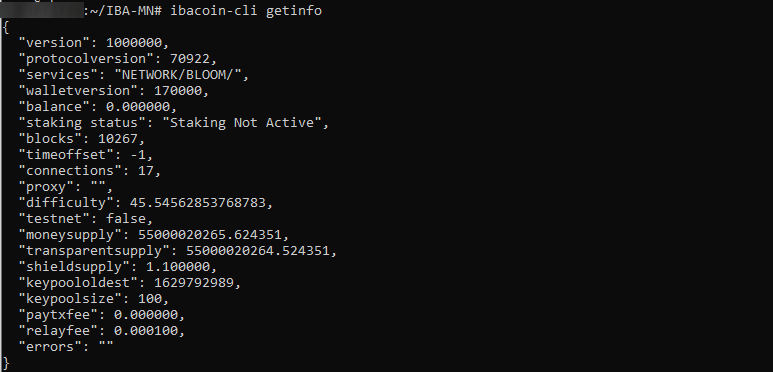 :~/IBA-MN# ibacoin-cli getinfo
{
  "version": 1000000,
  "protocolversion": 70922,
  "services": "NETWORK/BLOOM/",
  "walletversion": 170000,
  "balance": 0.000000,
  "staking status": "Staking Not Active",
  "blocks": 10267,
  "timeoffset": -1,
  "connections": 17,
  "proxy": "",
  "difficulty": 45.54562853768783,
  "testnet": false,
  "moneysupply": 55000020265.624351,
  "transparentsupply": 55000020264.524351,
  "shieldsupply": 1.100000,
  "keypoololdest": 1629792989,
  "keypoolsize": 100,
  "paytxfee": 0.000000,
  "relayfee": 0.000100,
  "errors": ""
}